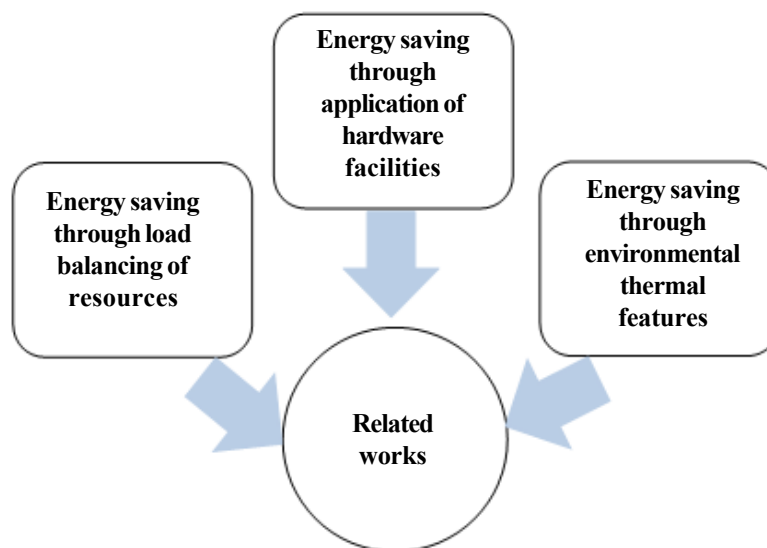 Energy saving
through
application of
hardware
facilities
Energy saving
through load
balancing of
resources
Energy saving
through
environmental
thermal
features
Related
works